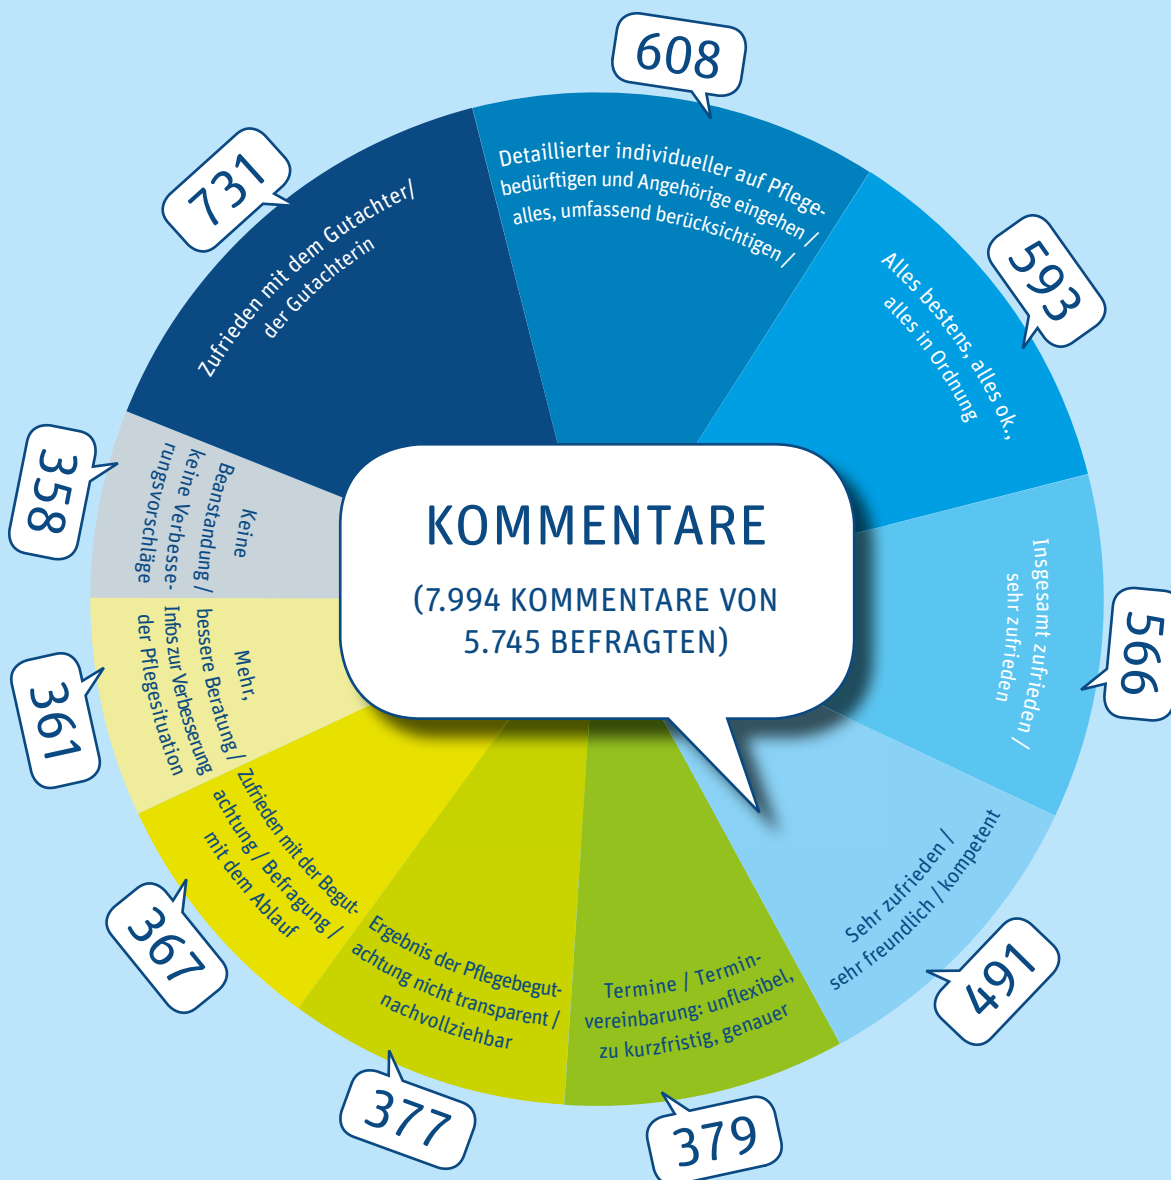 KOMMENTARE
(7.994 KOMMENTARE VON
5.745 BEFRAGTEN)
731
Zufrieden mit dem Gutachter/
der Gutachterin
608
Detaillierter individueller auf Pflege-
bedürftigen und Angehörige eingehen /
alles, umfassend berücksichtigen /
593
Alles bestens, alles ok.,
alles in Ordnung
566
Insgesamt zufrieden /
sehr zufrieden
491
Sehr zufrieden /
sehr freundlich / kompetent
379
Termine / Termin-
vereinbarung: unflexibel,
zu kurzfristig, genauer
377
Ergebnis der Pflegebegut-
achtung nicht transparent /
nachvollziehbar
367
Zufrieden mit der Begut-
achtung / Befragung /
mit dem Ablauf
361
Mehr,
bessere Beratung /
Infos zur Verbesserung
der Pflegesituation
358
Keine
Beanstandung /
keine Verbesse-
rungsvorschläge